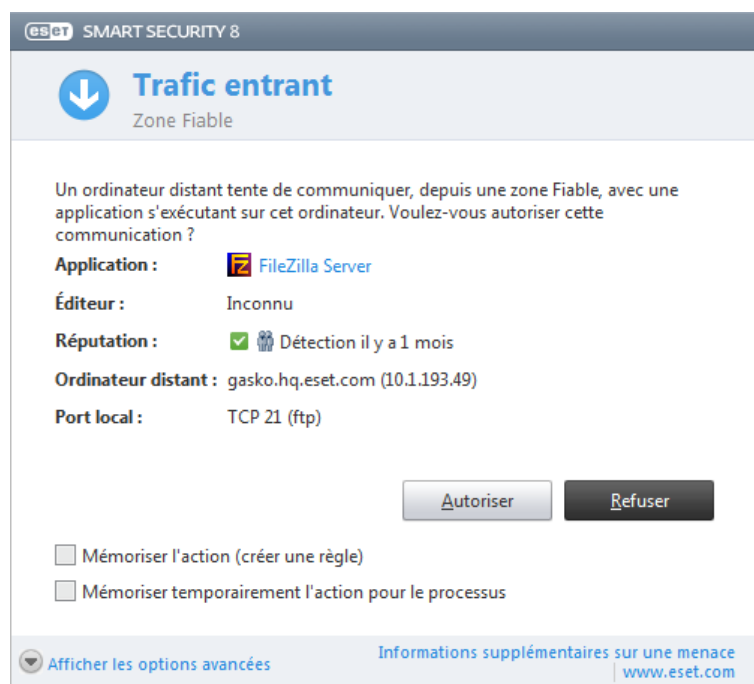 eset SMART SECURITY 8
Trafic entrant
Zone Fiable
Un ordinateur distant tente de communiquer, depuis une zone Fiable, avec une
application s'exécutant sur cet ordinateur. Voulez-vous autoriser cette
communication ?
Application : FileZilla Server
Éditeur : Inconnu
Réputation : Détection il y a 1 mois
Ordinateur distant : gasko.hq.eset.com (10.1.193.49)
Port local : TCP 21 (ftp)
Autoriser Refuser
Mémoriser l'action (créer une règle)
Mémoriser temporairement l'action pour le processus
Afficher les options avancées
Informations supplémentaires sur une menace
| www.eset.com